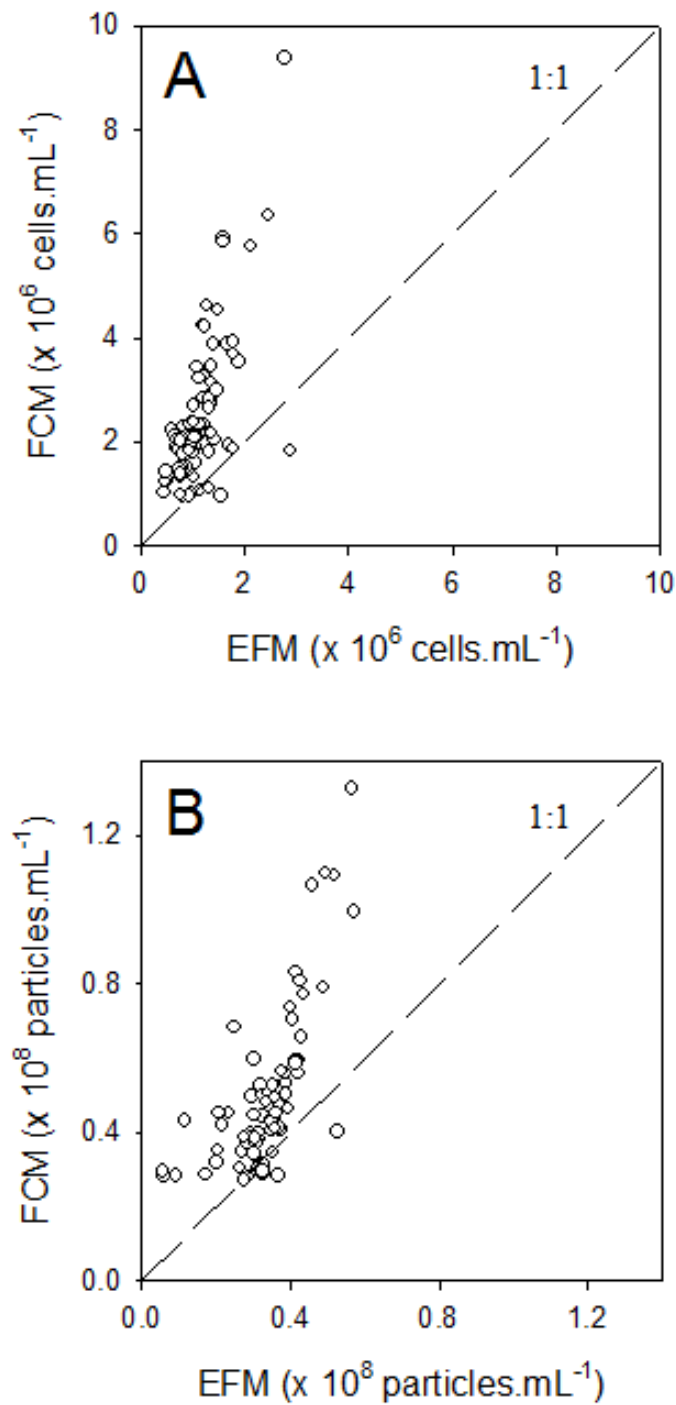 A
1:1
10
8
6
4
2
0
FCM (x 10⁶ cells.mL⁻¹)
0 2 4 6 8 10
EFM (x 10⁶ cells.mL⁻¹)
B
1:1
1.2
0.8
0.4
0.0
FCM (x 10⁸ particles.mL⁻¹)
0.0 0.4 0.8 1.2
EFM (x 10⁸ particles.mL⁻¹)